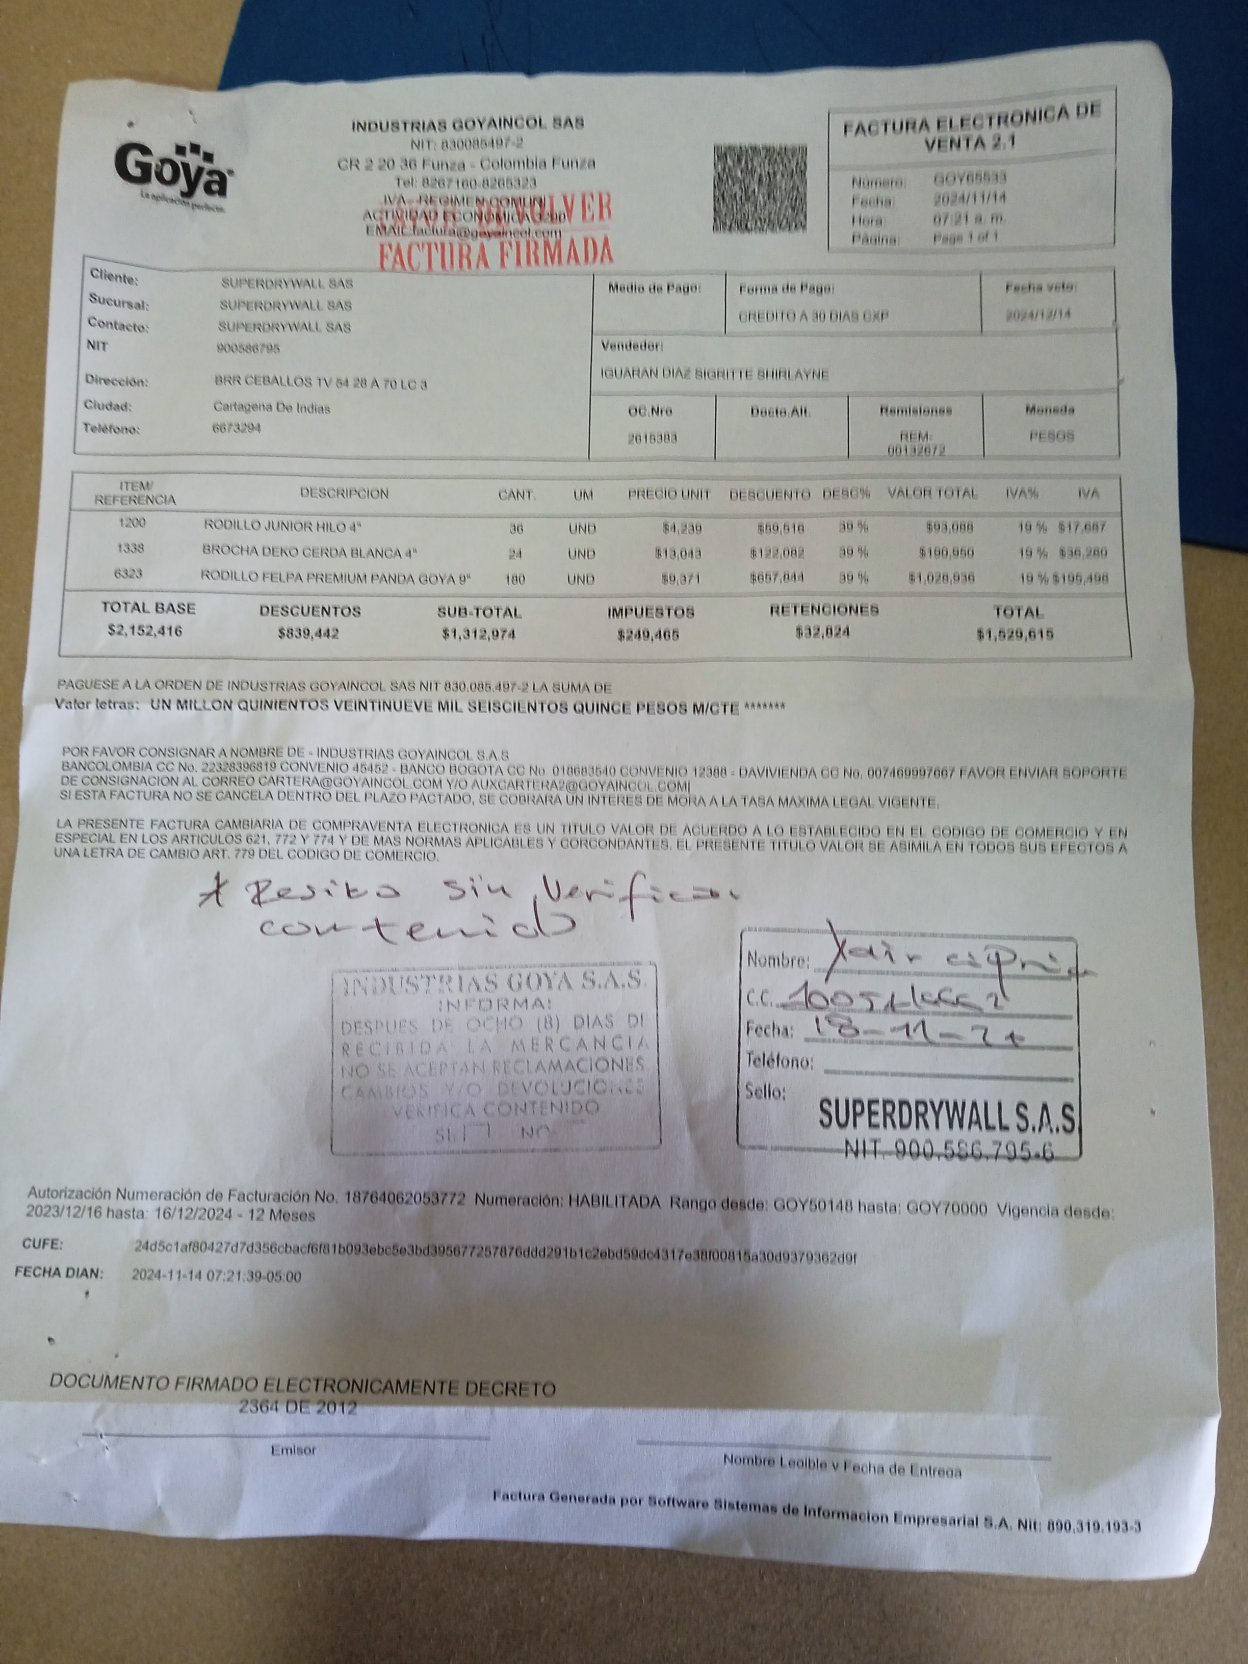 Goya
La aplicación perfecta.
INDUSTRIAS GOYAINCOL SAS
NIT: 830085497-2
CR 2 20 36 Funza - Colombia Funza
Tel: 8267160-8265323
IVA - REGIMEN COMUN
ACTIVIDAD ECONOMICA
EMAIL:factura@goyaincol.com
DEVOLVER
FACTURA FIRMADA
FACTURA ELECTRONICA DE
VENTA 2.1
Número: GOY65533
Fecha: 2024/11/14
Hora: 07:21 a. m.
Página: Page 1 of 1
Cliente: SUPERDRYWALL SAS
Sucursal: SUPERDRYWALL SAS
Contacto: SUPERDRYWALL SAS
NIT 900586795
Dirección: BRR CEBALLOS TV 54 28 A 70 LC 3
Ciudad: Cartagena De Indias
Teléfono: 6673294
Medio de Pago: Forma de Pago: Fecha vcto:
CREDITO A 30 DIAS CXP 2024/12/14
Vendedor:
IGUARAN DIAZ SIGRITTE SHIRLAYNE
OC.Nro Docto.Alt. Remisiones Moneda
2615383 REM- PESOS
00132672
ITEM/ REFERENCIA DESCRIPCION CANT. UM PRECIO UNIT DESCUENTO DESC% VALOR TOTAL IVA% IVA
1200 RODILLO JUNIOR HILO 4" 36 UND $4,239 $59,516 39 % $93,088 19 % $17,687
1338 BROCHA DEKO CERDA BLANCA 4" 24 UND $13,043 $122,082 39 % $190,950 19 % $36,280
6323 RODILLO FELPA PREMIUM PANDA GOYA 9" 180 UND $9,371 $657,844 39 % $1,028,936 19 % $195,498
TOTAL BASE DESCUENTOS SUB-TOTAL IMPUESTOS RETENCIONES TOTAL
$2,152,416 $839,442 $1,312,974 $249,465 $32,824 $1,529,615
PAGUESE A LA ORDEN DE INDUSTRIAS GOYAINCOL SAS NIT 830.085.497-2 LA SUMA DE
Valor letras: UN MILLON QUINIENTOS VEINTINUEVE MIL SEISCIENTOS QUINCE PESOS M/CTE *******
POR FAVOR CONSIGNAR A NOMBRE DE - INDUSTRIAS GOYAINCOL S.A.S
BANCOLOMBIA CC No. 22328396819 CONVENIO 45452 - BANCO BOGOTA CC No. 018683540 CONVENIO 12388 - DAVIVIENDA CC No. 007469997667 FAVOR ENVIAR SOPORTE
DE CONSIGNACION AL CORREO CARTERA@GOYAINCOL.COM Y/O AUXCARTERA2@GOYAINCOL.COM|
SI ESTA FACTURA NO SE CANCELA DENTRO DEL PLAZO PACTADO, SE COBRARA UN INTERES DE MORA A LA TASA MAXIMA LEGAL VIGENTE.
LA PRESENTE FACTURA CAMBIARIA DE COMPRAVENTA ELECTRONICA ES UN TITULO VALOR DE ACUERDO A LO ESTABLECIDO EN EL CODIGO DE COMERCIO Y EN
ESPECIAL EN LOS ARTICULOS 621, 772 Y 774 Y DE MAS NORMAS APLICABLES Y CORCONDANTES. EL PRESENTE TITULO VALOR SE ASIMILA EN TODOS SUS EFECTOS A
UNA LETRA DE CAMBIO ART. 779 DEL CODIGO DE COMERCIO.
* Resibo sin Verificar
contenido
INDUSTRIAS GOYA S.A.S.
INFORMA:
DESPUES DE OCHO (8) DIAS DE
RECIBIDA LA MERCANCIA
NO SE ACEPTAN RECLAMACIONES
CAMBIOS Y/O DEVOLUCIONES
VERIFICA CONTENIDO
SI NO
Nombre: Yair
C.C.
Fecha: 18-11-24
Teléfono:
Sello:
SUPERDRYWALL S.A.S
NIT. 900.586.795-6
Autorización Numeración de Facturación No. 18764062053772 Numeración: HABILITADA Rango desde: GOY50148 hasta: GOY70000 Vigencia desde:
2023/12/16 hasta: 16/12/2024 - 12 Meses
CUFE: 24d5c1af80427d7d356cbacf6f81b093ebc5e3bd395677257876ddd291b1c2ebd59dc4317e38f00815a30d9379362d9f
FECHA DIAN: 2024-11-14 07:21:39-05:00
DOCUMENTO FIRMADO ELECTRONICAMENTE DECRETO
2364 DE 2012
Emisor
Nombre Legible y Fecha de Entrega
Factura Generada por Software Sistemas de Informacion Empresarial S.A. Nit: 890.319.193-3